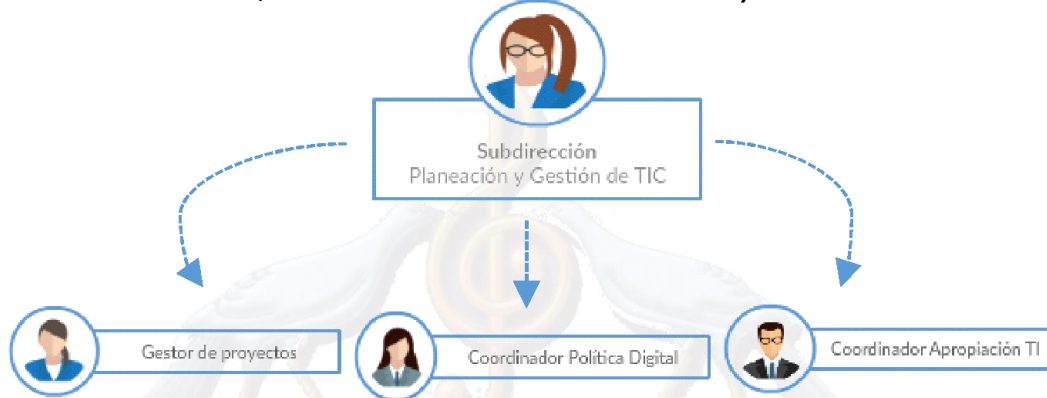 Subdirección
Planeación y Gestión de TIC
Gestor de proyectos
Coordinador Política Digital
Coordinador Apropiación TI